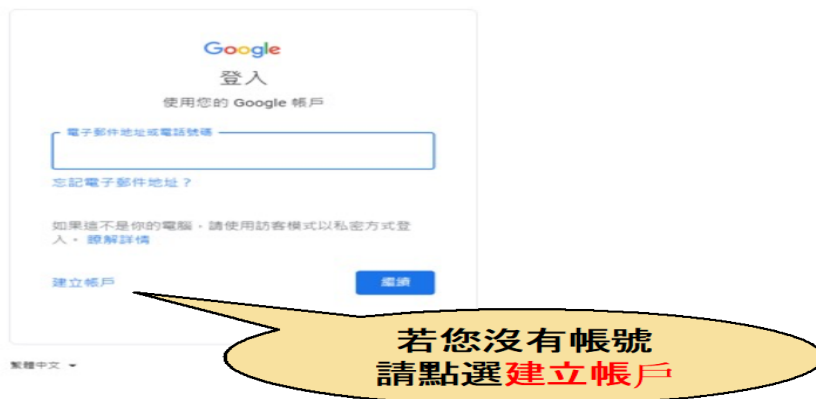 Google
登入
使用您的 Google 帳戶
電子郵件地址或電話號碼
忘記電子郵件地址？
如果這不是你的電腦，請使用訪客模式以私密方式登
入。瞭解詳情
建立帳戶
繼續
若您沒有帳號
請點選建立帳戶
繁體中文